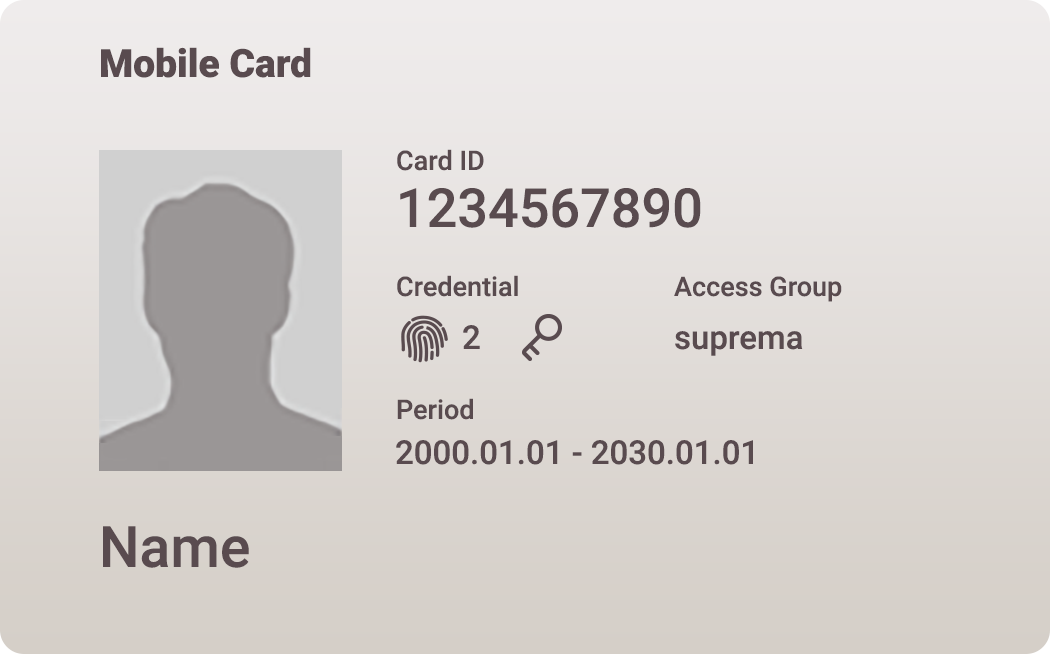 Mobile Card
Card ID
1234567890
Credential
2
Access Group
suprema
Period
2000.01.01 - 2030.01.01
Name